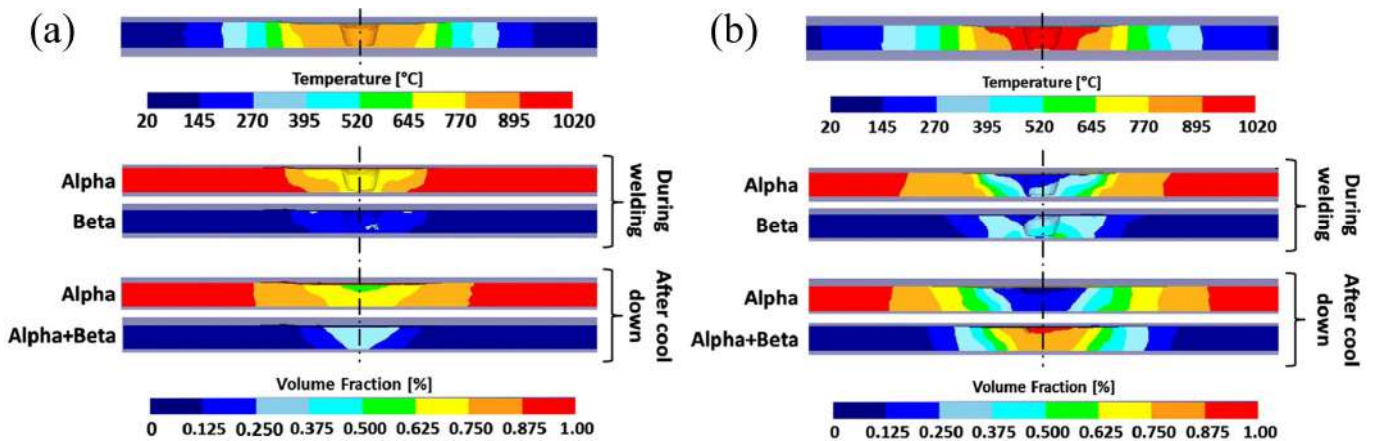 (a)
Temperature [°C]
20 145 270 395 520 645 770 895 1020
Alpha
Beta
During welding
Alpha
Alpha+Beta
After cool down
Volume Fraction [%]
0 0.125 0.250 0.375 0.500 0.625 0.750 0.875 1.00
(b)
Temperature [°C]
20 145 270 395 520 645 770 895 1020
Alpha
Beta
During welding
Alpha
Alpha+Beta
After cool down
Volume Fraction [%]
0 0.125 0.250 0.375 0.500 0.625 0.750 0.875 1.00